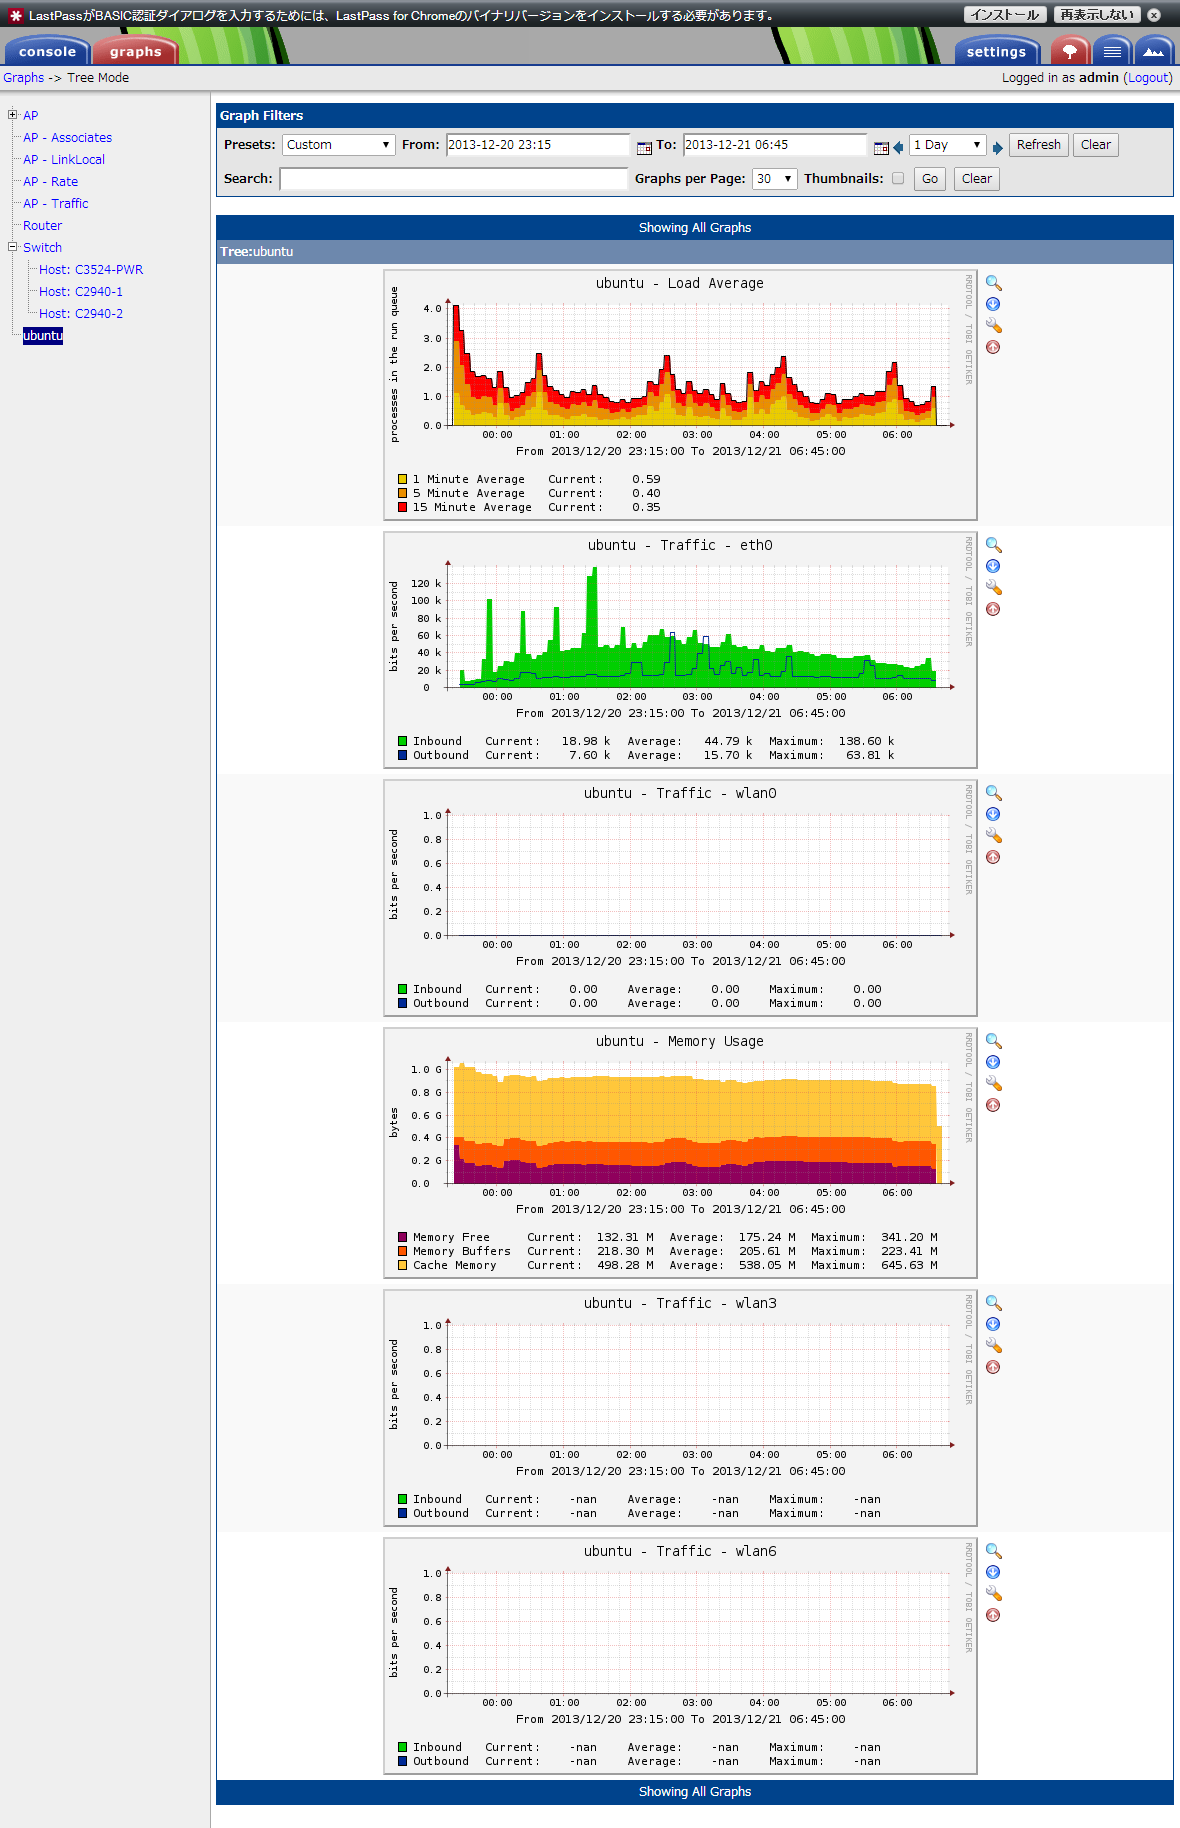 LastPassがBASIC認証ダイアログを入力するためには、LastPass for Chromeのバイナリバージョンをインストールする必要があります。 インストール 再表示しない
console graphs settings
Graphs -> Tree Mode Logged in as admin (Logout)
AP
AP - Associates
AP - LinkLocal
AP - Rate
AP - Traffic
Router
Switch
Host: C3524-PWR
Host: C2940-1
Host: C2940-2
ubuntu
Graph Filters
Presets: Custom From: 2013-12-20 23:15 To: 2013-12-21 06:45 1 Day Refresh Clear
Search: Graphs per Page: 30 Thumbnails: Go Clear
Showing All Graphs
Tree:ubuntu
ubuntu - Load Average
RRDTOOL / TOBI OETIKER
processes in the run queue
4.0
3.0
2.0
1.0
0.0
00:00 01:00 02:00 03:00 04:00 05:00 06:00
From 2013/12/20 23:15:00 To 2013/12/21 06:45:00
1 Minute Average Current: 0.59
5 Minute Average Current: 0.40
15 Minute Average Current: 0.35
ubuntu - Traffic - eth0
RRDTOOL / TOBI OETIKER
bits per second
120 k
100 k
80 k
60 k
40 k
20 k
0
00:00 01:00 02:00 03:00 04:00 05:00 06:00
From 2013/12/20 23:15:00 To 2013/12/21 06:45:00
Inbound Current: 18.98 k Average: 44.79 k Maximum: 138.60 k
Outbound Current: 7.60 k Average: 15.70 k Maximum: 63.81 k
ubuntu - Traffic - wlan0
RRDTOOL / TOBI OETIKER
bits per second
1.0
0.8
0.6
0.4
0.2
0.0
00:00 01:00 02:00 03:00 04:00 05:00 06:00
From 2013/12/20 23:15:00 To 2013/12/21 06:45:00
Inbound Current: 0.00 Average: 0.00 Maximum: 0.00
Outbound Current: 0.00 Average: 0.00 Maximum: 0.00
ubuntu - Memory Usage
RRDTOOL / TOBI OETIKER
bytes
1.0 G
0.8 G
0.6 G
0.4 G
0.2 G
0.0
00:00 01:00 02:00 03:00 04:00 05:00 06:00
From 2013/12/20 23:15:00 To 2013/12/21 06:45:00
Memory Free Current: 132.31 M Average: 175.24 M Maximum: 341.20 M
Memory Buffers Current: 218.30 M Average: 205.61 M Maximum: 223.41 M
Cache Memory Current: 498.28 M Average: 538.05 M Maximum: 645.63 M
ubuntu - Traffic - wlan3
RRDTOOL / TOBI OETIKER
bits per second
1.0
0.8
0.6
0.4
0.2
0.0
00:00 01:00 02:00 03:00 04:00 05:00 06:00
From 2013/12/20 23:15:00 To 2013/12/21 06:45:00
Inbound Current: -nan Average: -nan Maximum: -nan
Outbound Current: -nan Average: -nan Maximum: -nan
ubuntu - Traffic - wlan6
RRDTOOL / TOBI OETIKER
bits per second
1.0
0.8
0.6
0.4
0.2
0.0
00:00 01:00 02:00 03:00 04:00 05:00 06:00
From 2013/12/20 23:15:00 To 2013/12/21 06:45:00
Inbound Current: -nan Average: -nan Maximum: -nan
Outbound Current: -nan Average: -nan Maximum: -nan
Showing All Graphs